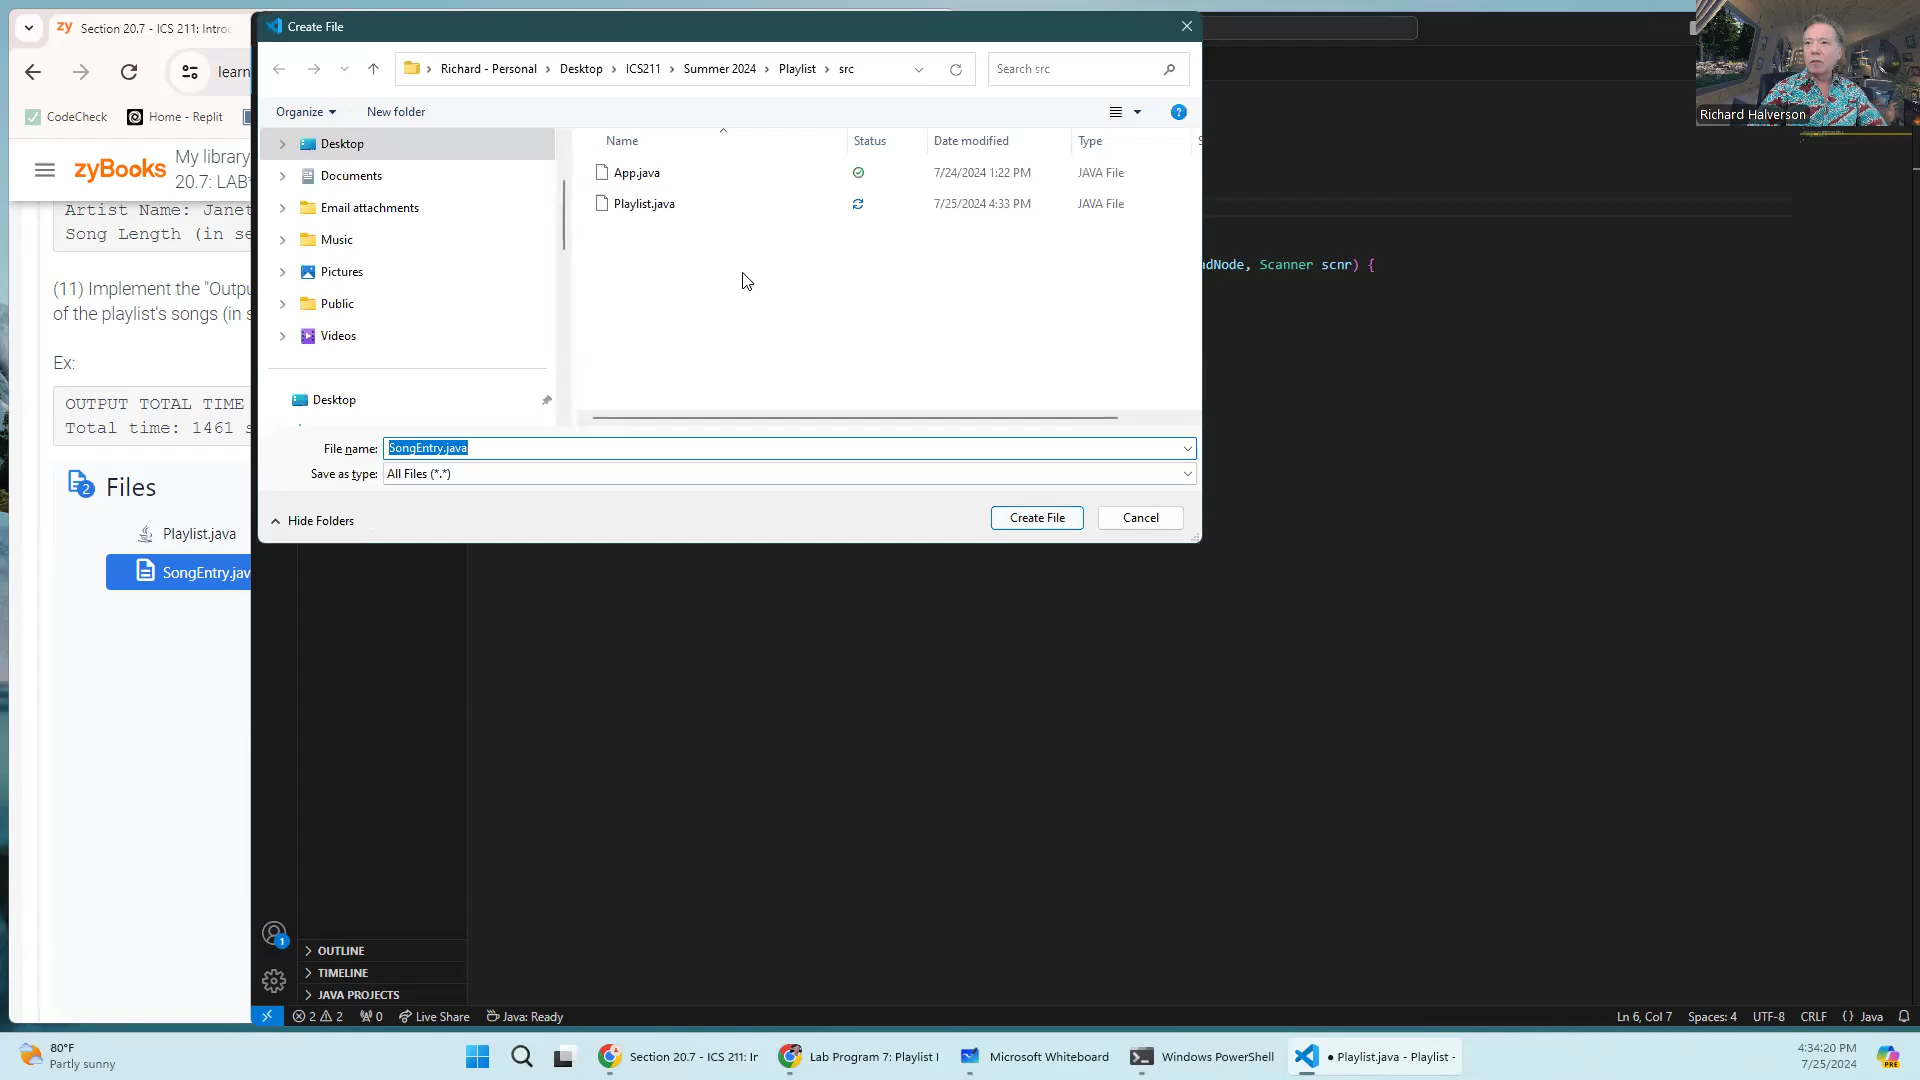 Section 20.7 - ICS 211: Intro
learn
CodeCheck
Home - Replit
zyBooks
My library
20.7: LAB
Artist Name: Janet
Song Length (in se
(11) Implement the "Outpu
of the playlist's songs (in s
Ex:
OUTPUT TOTAL TIME
Total time: 1461 s
2
Files
Playlist.java
SongEntry.jav
Create File
Richard - Personal
Desktop
ICS211
Summer 2024
Playlist
src
Search src
Organize
New folder
Desktop
Documents
Email attachments
Music
Pictures
Public
Videos
Desktop
Name
Status
Date modified
Type
App.java
7/24/2024 1:22 PM
JAVA File
Playlist.java
7/25/2024 4:33 PM
JAVA File
File name:
SongEntry.java
Save as type:
All Files (*.*)
Hide Folders
Create File
Cancel
dNode, Scanner scnr) {
Richard Halverson
1
OUTLINE
TIMELINE
JAVA PROJECTS
2
2
0
Live Share
Java: Ready
Ln 6, Col 7
Spaces: 4
UTF-8
CRLF
{} Java
80°F
Partly sunny
Section 20.7 - ICS 211: Ir
Lab Program 7: Playlist I
Microsoft Whiteboard
Windows PowerShell
● Playlist.java - Playlist -
4:34:20 PM
7/25/2024
PRE